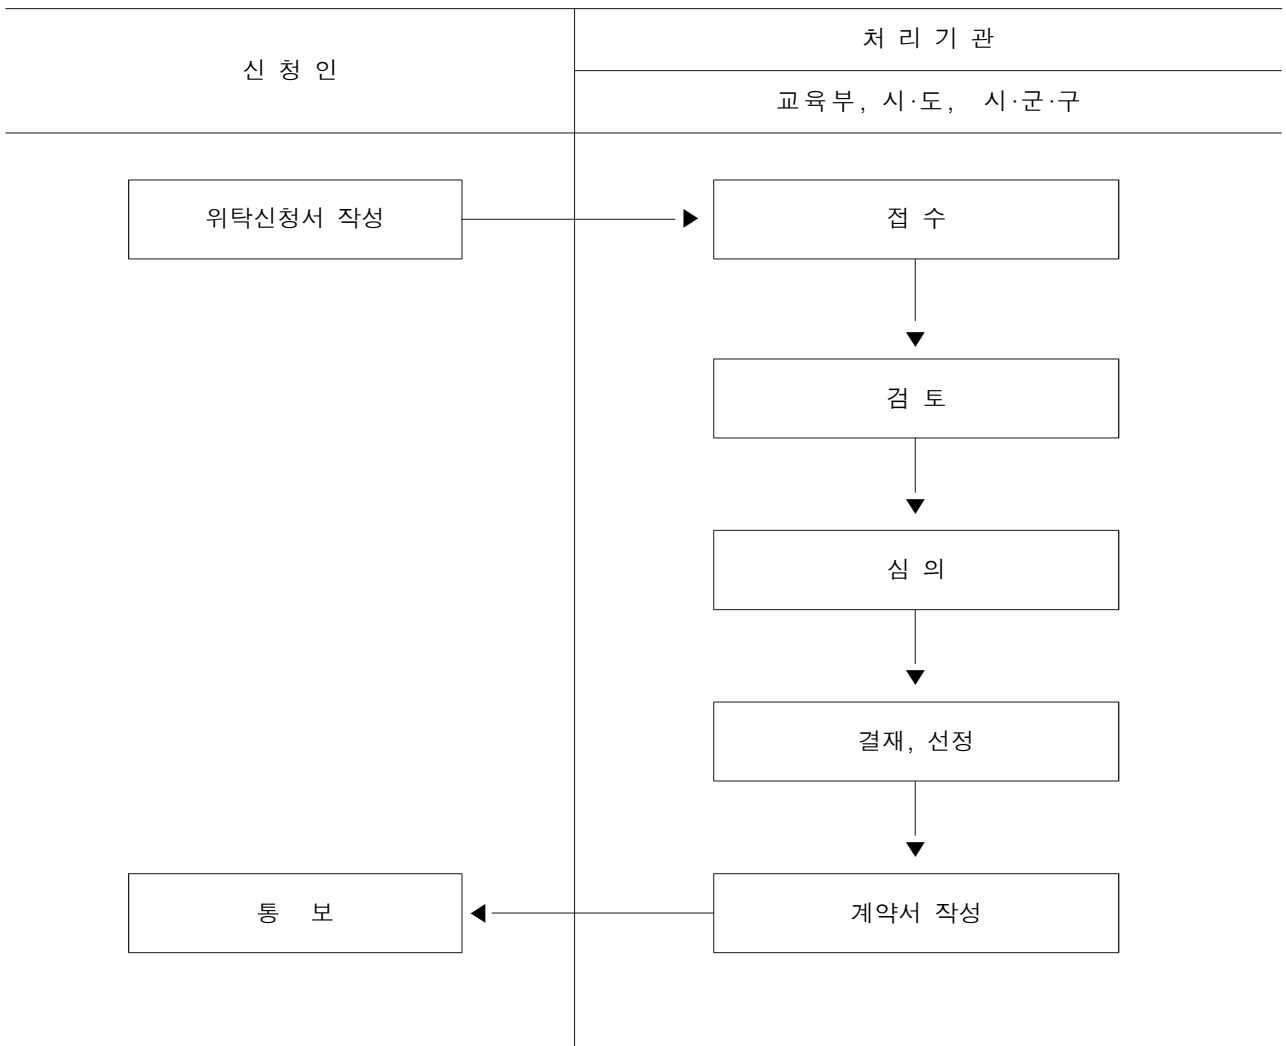 신 청 인
처 리 기 관
교육부, 시·도, 시·군·구
위탁신청서 작성
접 수
검 토
심 의
결재, 선정
계약서 작성
통 보